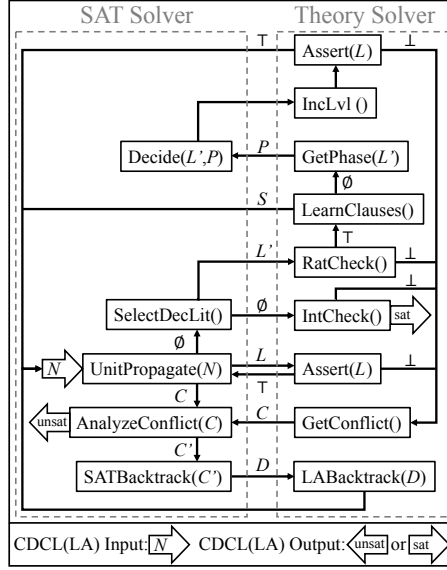 SAT Solver Theory Solver
⊤ Assert(L) ⊥
IncLvl ()
Decide(L',P) P GetPhase(L')
∅
S LearnClauses()
⊤
L' RatCheck() ⊥
⊥
SelectDecLit() ∅ IntCheck() sat
∅
N UnitPropagate(N) L Assert(L) ⊥
⊤
C
unsat AnalyzeConflict(C) C GetConflict()
C'
SATBacktrack(C') D LABacktrack(D)
CDCL(LA) Input: N CDCL(LA) Output: unsat or sat